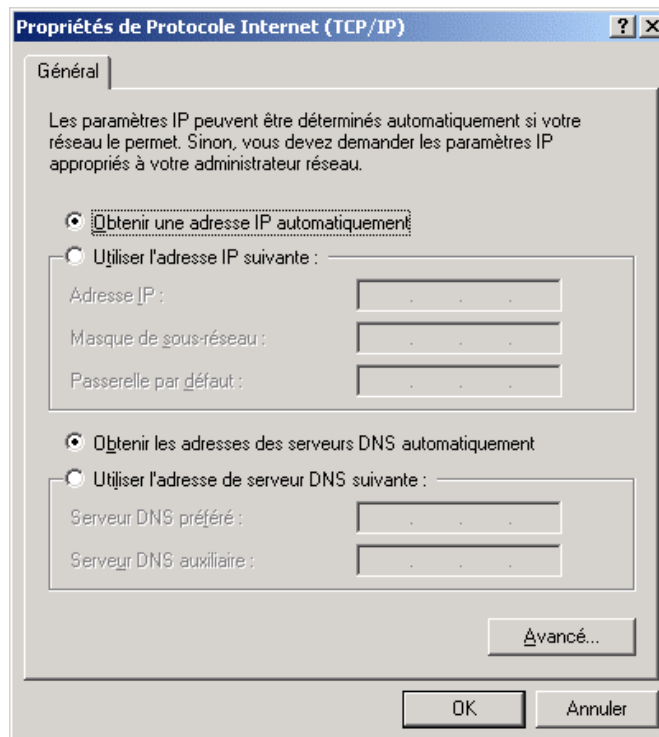 Propriétés de Protocole Internet (TCP/IP)
Général
Les paramètres IP peuvent être déterminés automatiquement si votre
réseau le permet. Sinon, vous devez demander les paramètres IP
appropriés à votre administrateur réseau.
Obtenir une adresse IP automatiquement
Utiliser l'adresse IP suivante :
Adresse IP :
Masque de sous-réseau :
Passerelle par défaut :
Obtenir les adresses des serveurs DNS automatiquement
Utiliser l'adresse de serveur DNS suivante :
Serveur DNS préféré :
Serveur DNS auxiliaire :
Avancé...
OK
Annuler